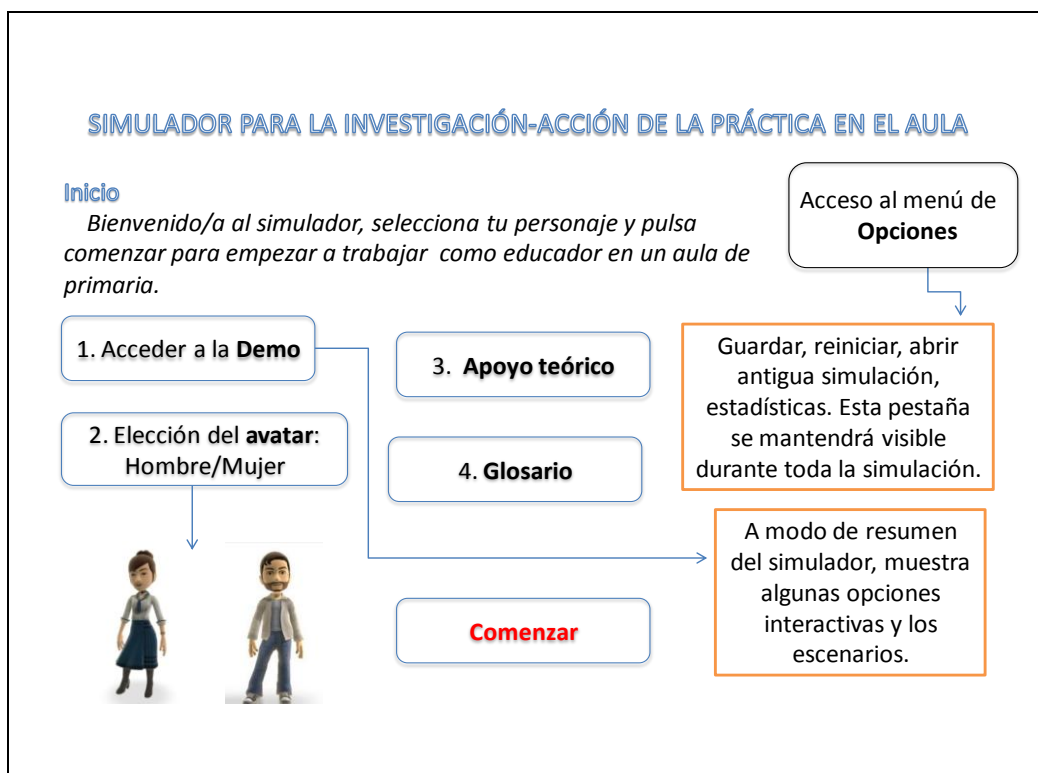 SIMULADOR PARA LA INVESTIGACIÓN-ACCIÓN DE LA PRÁCTICA EN EL AULA
Inicio
Bienvenido/a al simulador, selecciona tu personaje y pulsa
comenzar para empezar a trabajar como educador en un aula de
primaria.
Acceso al menú de
Opciones
1. Acceder a la Demo
2. Elección del avatar:
Hombre/Mujer
3. Apoyo teórico
4. Glosario
Guardar, reiniciar, abrir
antigua simulación,
estadísticas. Esta pestaña
se mantendrá visible
durante toda la simulación.
A modo de resumen
del simulador, muestra
algunas opciones
interactivas y los
escenarios.
Comenzar